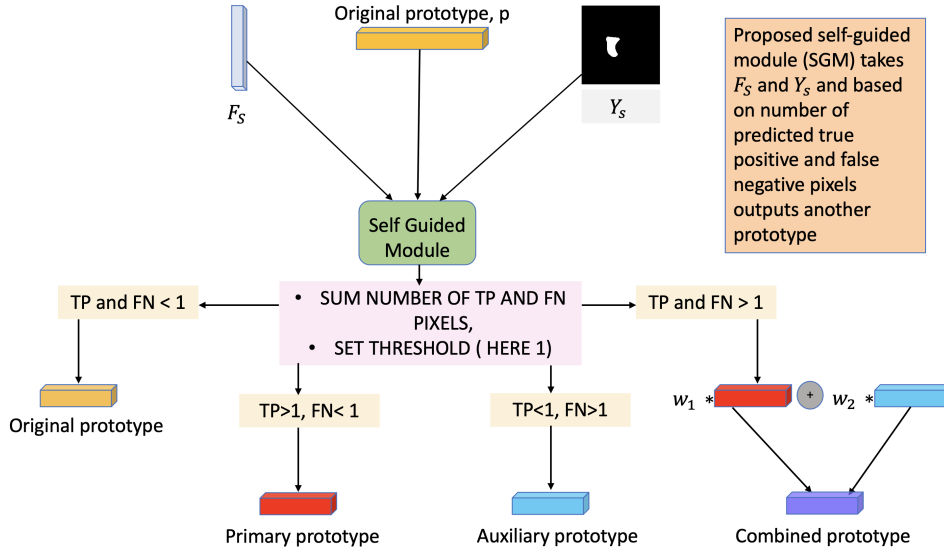 Original prototype, p
F_S
Y_s
Proposed self-guided
module (SGM) takes
F_S and Y_s and based
on number of
predicted true
positive and false
negative pixels
outputs another
prototype
Self Guided
Module
TP and FN < 1
• SUM NUMBER OF TP AND FN
PIXELS,
• SET THRESHOLD ( HERE 1)
TP and FN > 1
TP>1, FN< 1
TP<1, FN>1
w_1 *
+
w_2 *
Original prototype
Primary prototype
Auxiliary prototype
Combined prototype